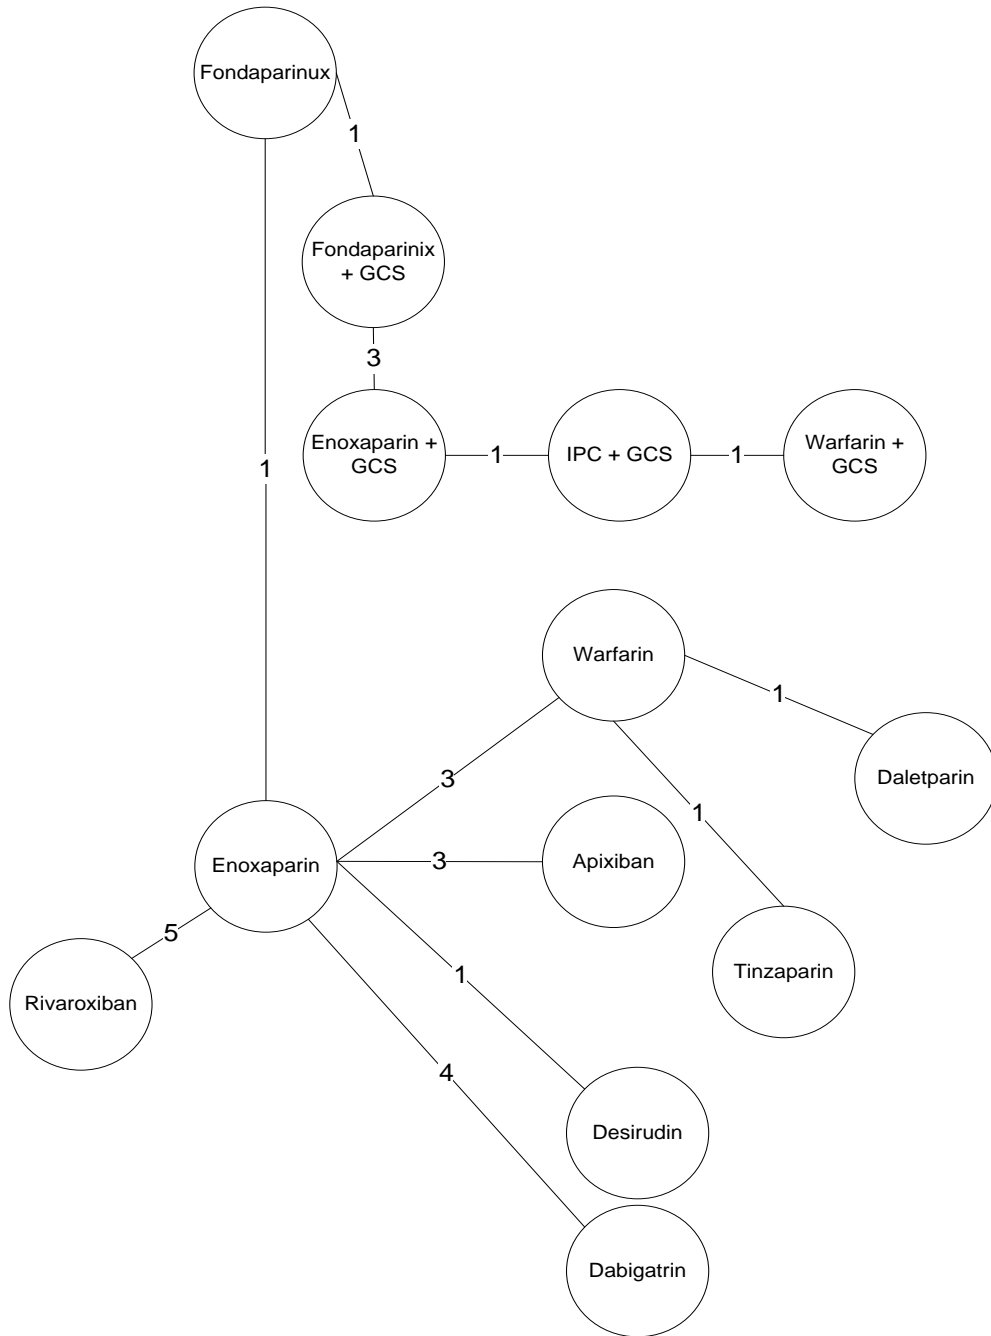 Fondaparinux
1
Fondaparinix
+ GCS
3
Enoxaparin +
GCS
1
IPC + GCS
1
Warfarin +
GCS
1
Warfarin
1
Daletparin
3
1
Enoxaparin
3
Apixiban
5
Tinzaparin
1
Rivaroxiban
4
Desirudin
Dabigatrin